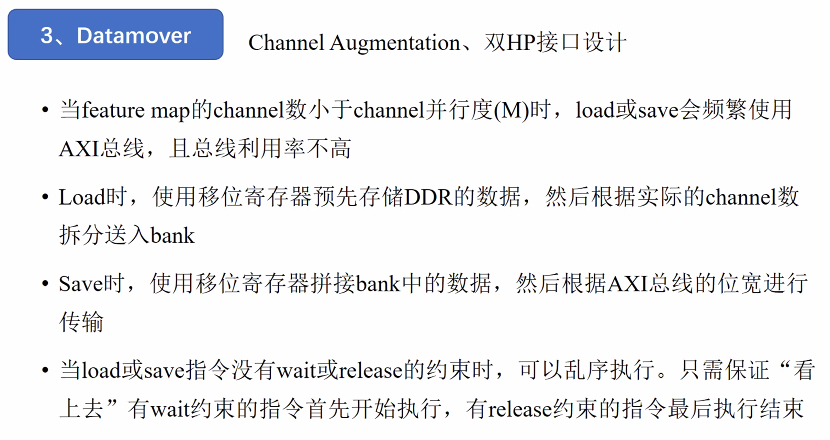 3、Datamover
Channel Augmentation、双HP接口设计
• 当feature map的channel数小于channel并行度(M)时，load或save会频繁使用
AXI总线，且总线利用率不高
• Load时，使用移位寄存器预先存储DDR的数据，然后根据实际的channel数
拆分送入bank
• Save时，使用移位寄存器拼接bank中的数据，然后根据AXI总线的位宽进行
传输
• 当load或save指令没有wait或release的约束时，可以乱序执行。只需保证“看
上去”有wait约束的指令首先开始执行，有release约束的指令最后执行结束